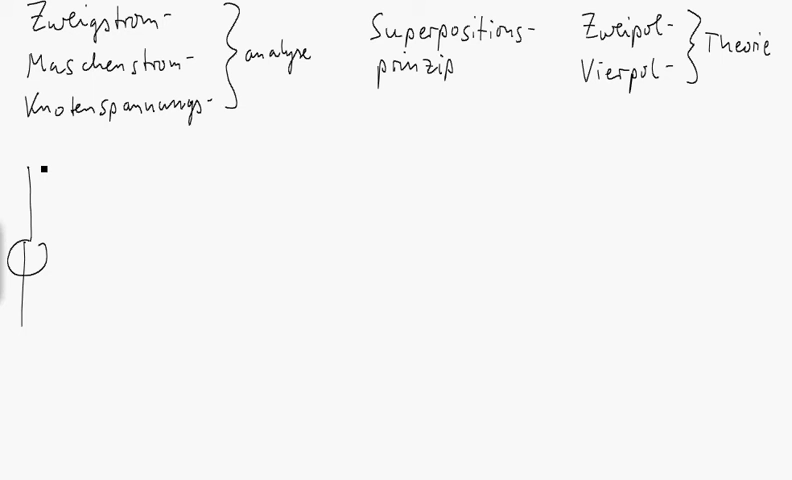 Zweigstrom-
Maschenstrom-
Knotenspannungs-
analyse
Superpositions-
prinzip
Zweipol-
Vierpol-
Theorie